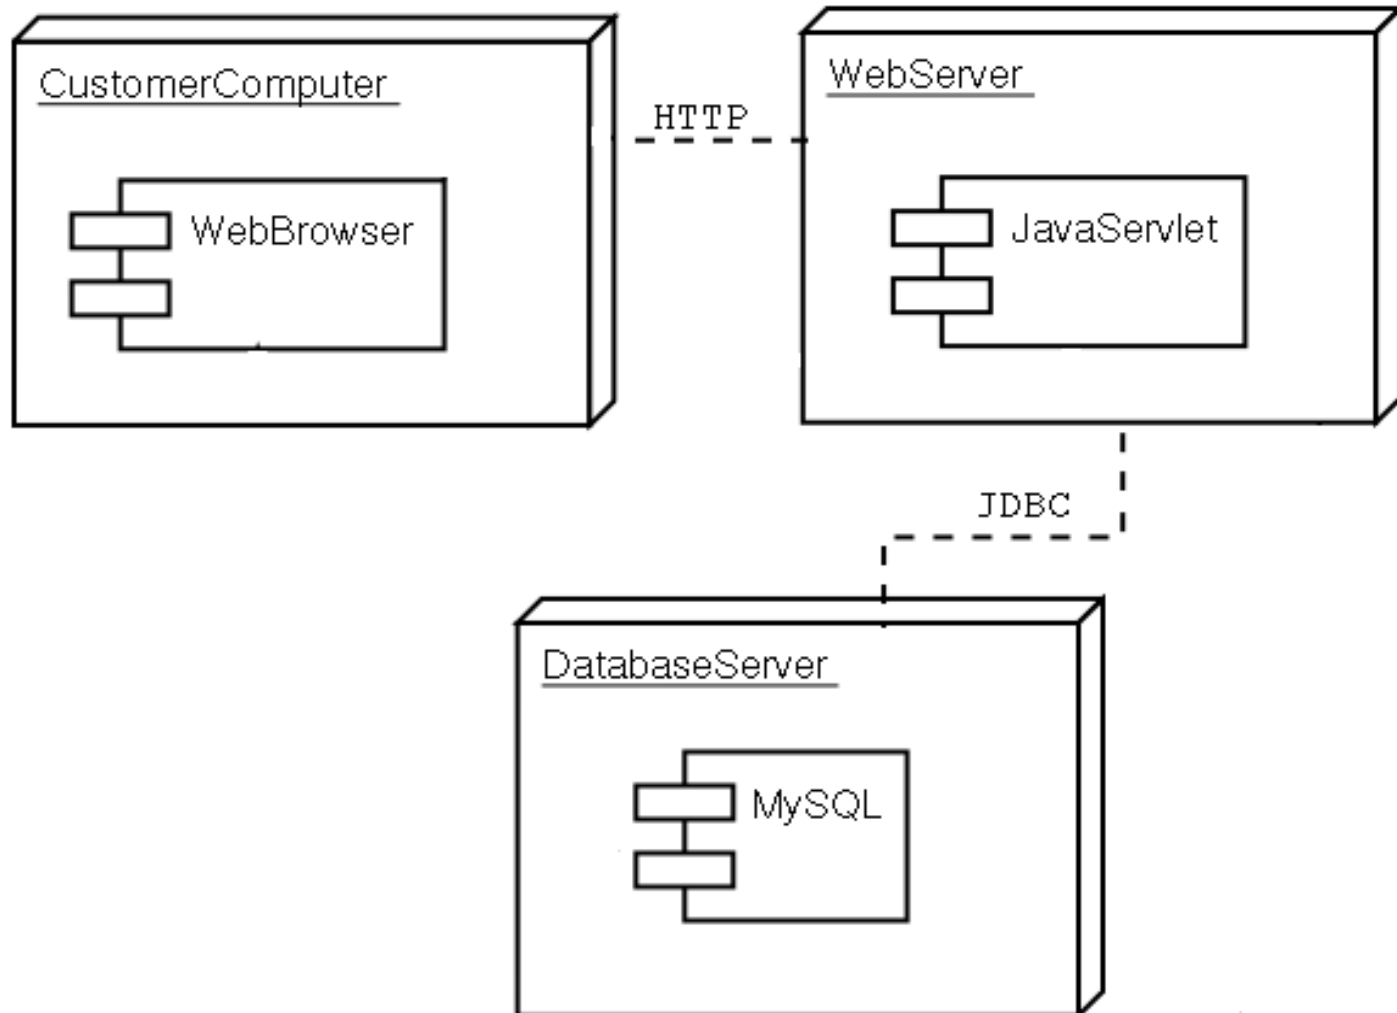 CustomerComputer
WebServer
HTTP
WebBrowser
JavaServlet
JDBC
DatabaseServer
MySQL